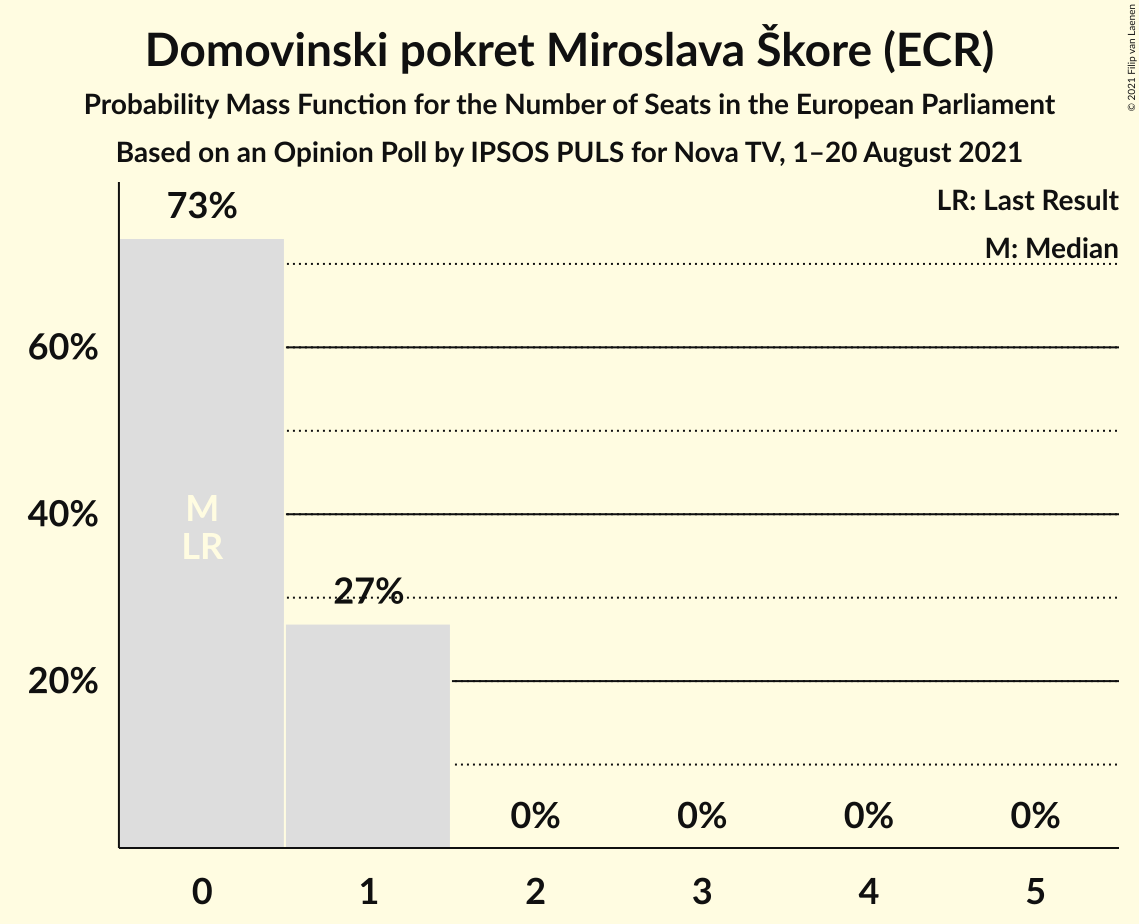 Domovinski pokret Miroslava Škore (ECR)
Probability Mass Function for the Number of Seats in the European Parliament
Based on an Opinion Poll by IPSOS PULS for Nova TV, 1–20 August 2021
© 2021 Filip van Laenen
LR: Last Result
M: Median
73%
60%
40%
M
LR
27%
20%
0% 0% 0% 0%
0 1 2 3 4 5